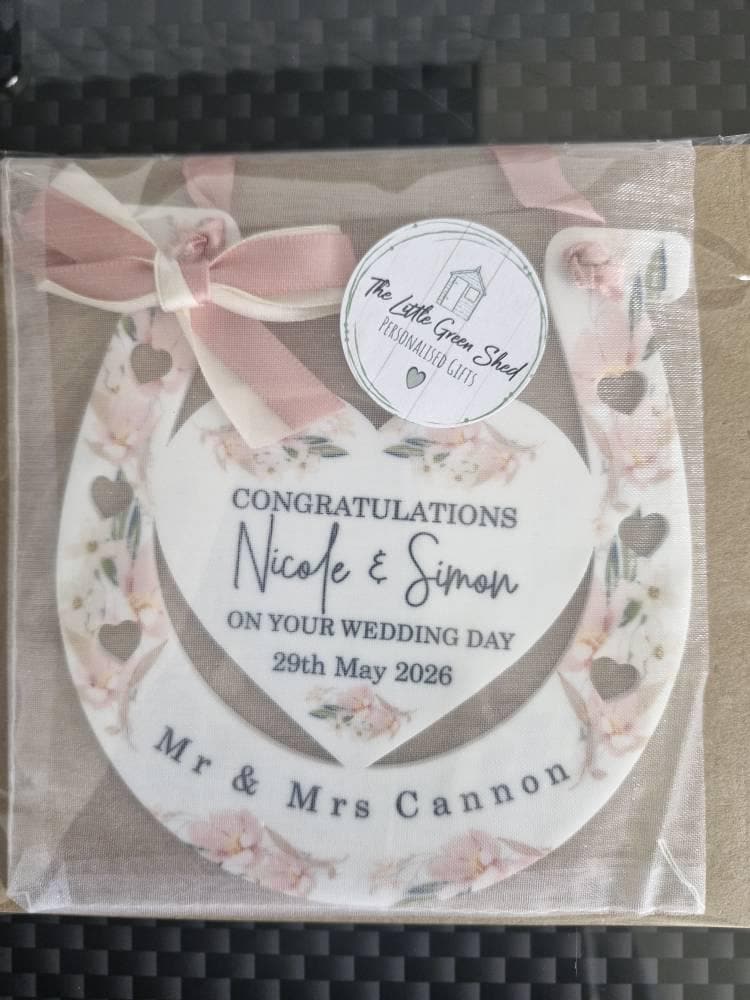 The Little Green Shed
PERSONALISED GIFTS
CONGRATULATIONS
Nicole & Simon
ON YOUR WEDDING DAY
29th May 2026
Mr & Mrs Cannon